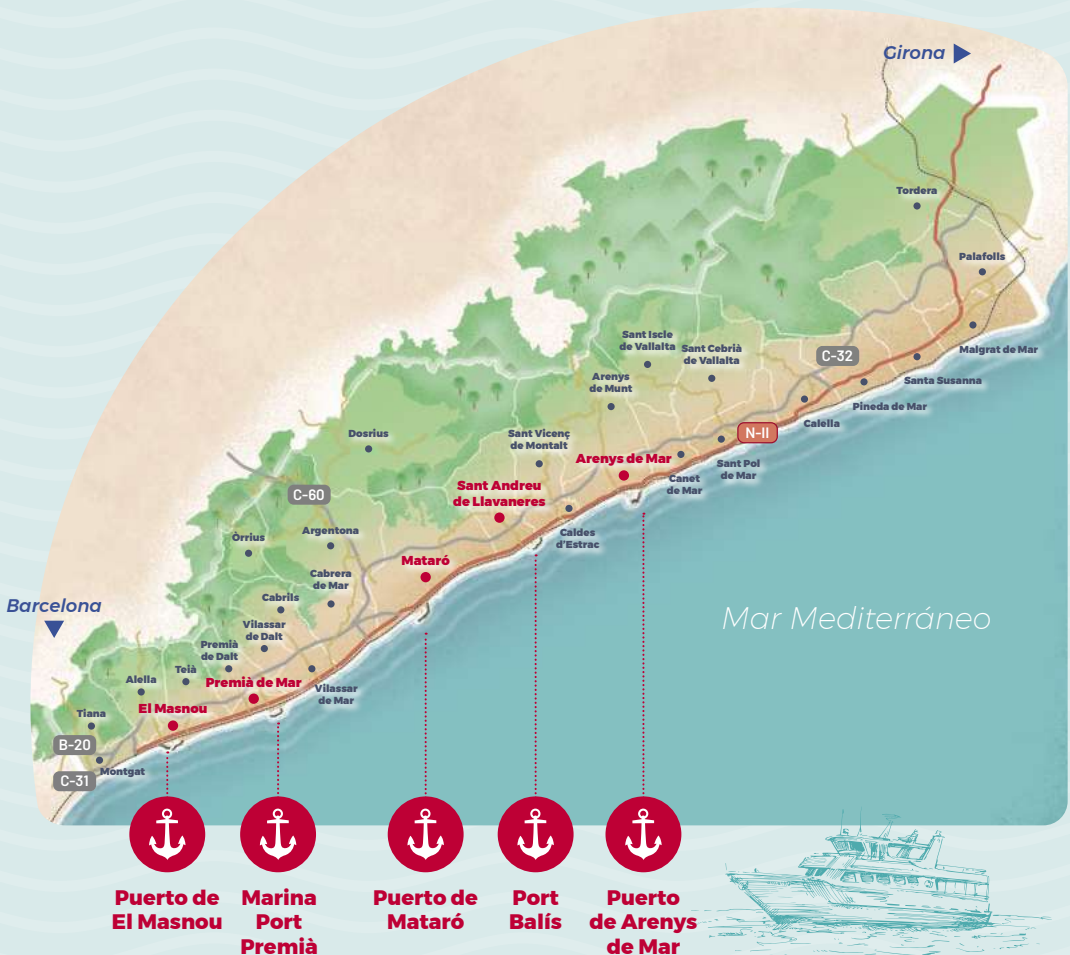 Girona
Tordera
Palafolls
Malgrat de Mar
Santa Susanna
Pineda de Mar
C-32
Calella
N-II
Sant Iscle
de Vallalta
Sant Cebrià
de Vallalta
Arenys
de Munt
Sant Pol
de Mar
Canet
de Mar
Arenys de Mar
Sant Vicenç
de Montalt
Sant Andreu
de Llavaneres
Caldes
d'Estrac
Dosrius
C-60
Argentona
Òrrius
Mataró
Cabrera
de Mar
Cabrils
Vilassar
de Dalt
Premià
de Dalt
Vilassar
de Mar
Premià de Mar
Teià
Alella
El Masnou
Tiana
B-20
Montgat
C-31
Barcelona
Mar Mediterráneo
Puerto de
El Masnou
Marina
Port
Premià
Puerto de
Mataró
Port
Balís
Puerto
de Arenys
de Mar